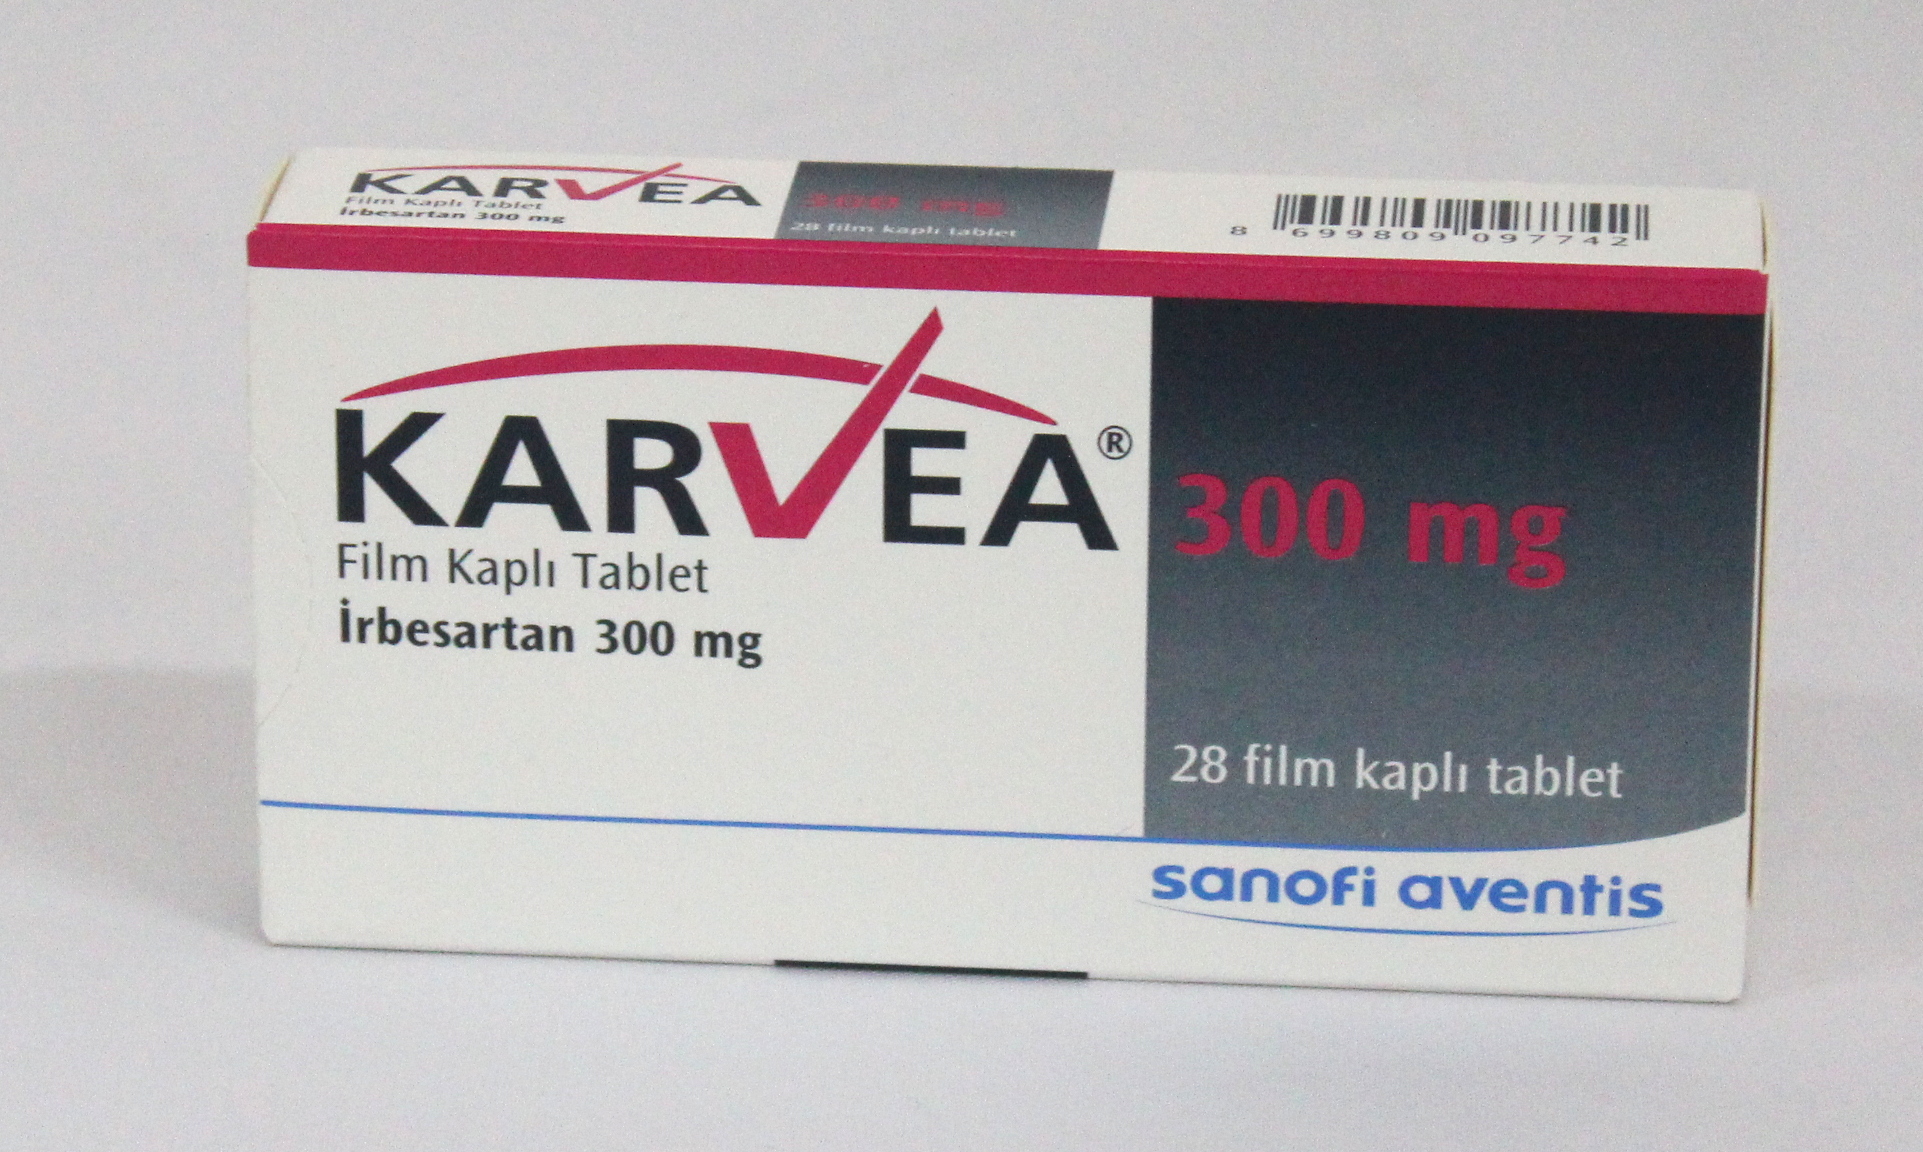 KARVEA
Film Kaplı Tablet
İrbesartan 300 mg
300 mg
28 film kaplı tablet
8 699809 097742
KARVEA®
Film Kaplı Tablet
İrbesartan 300 mg
300 mg
28 film kaplı tablet
sanofi aventis